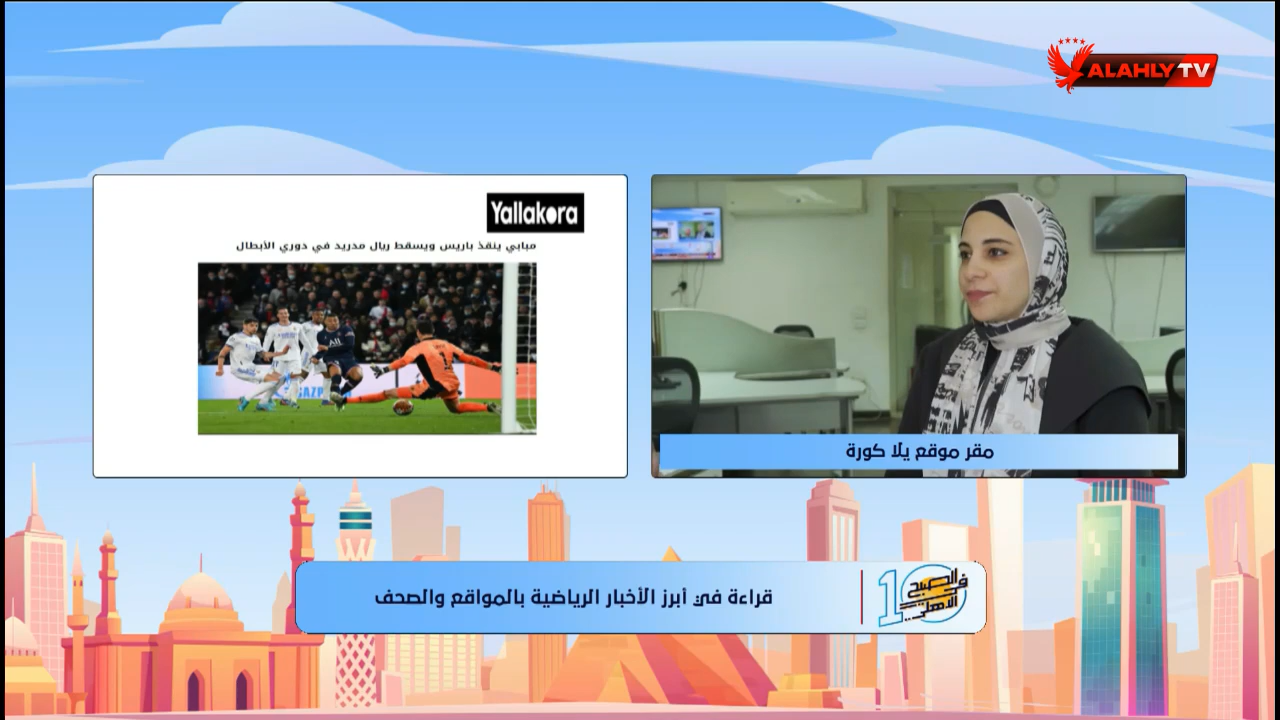 ALAHLY TV
Yallakora
مبابي ينقذ باريس ويسقط ريال مدريد في دوري الأبطال
مقر موقع يلا كورة
قراءة في أبرز الأخبار الرياضية بالمواقع والصحف
10 الصبح في الأهلي